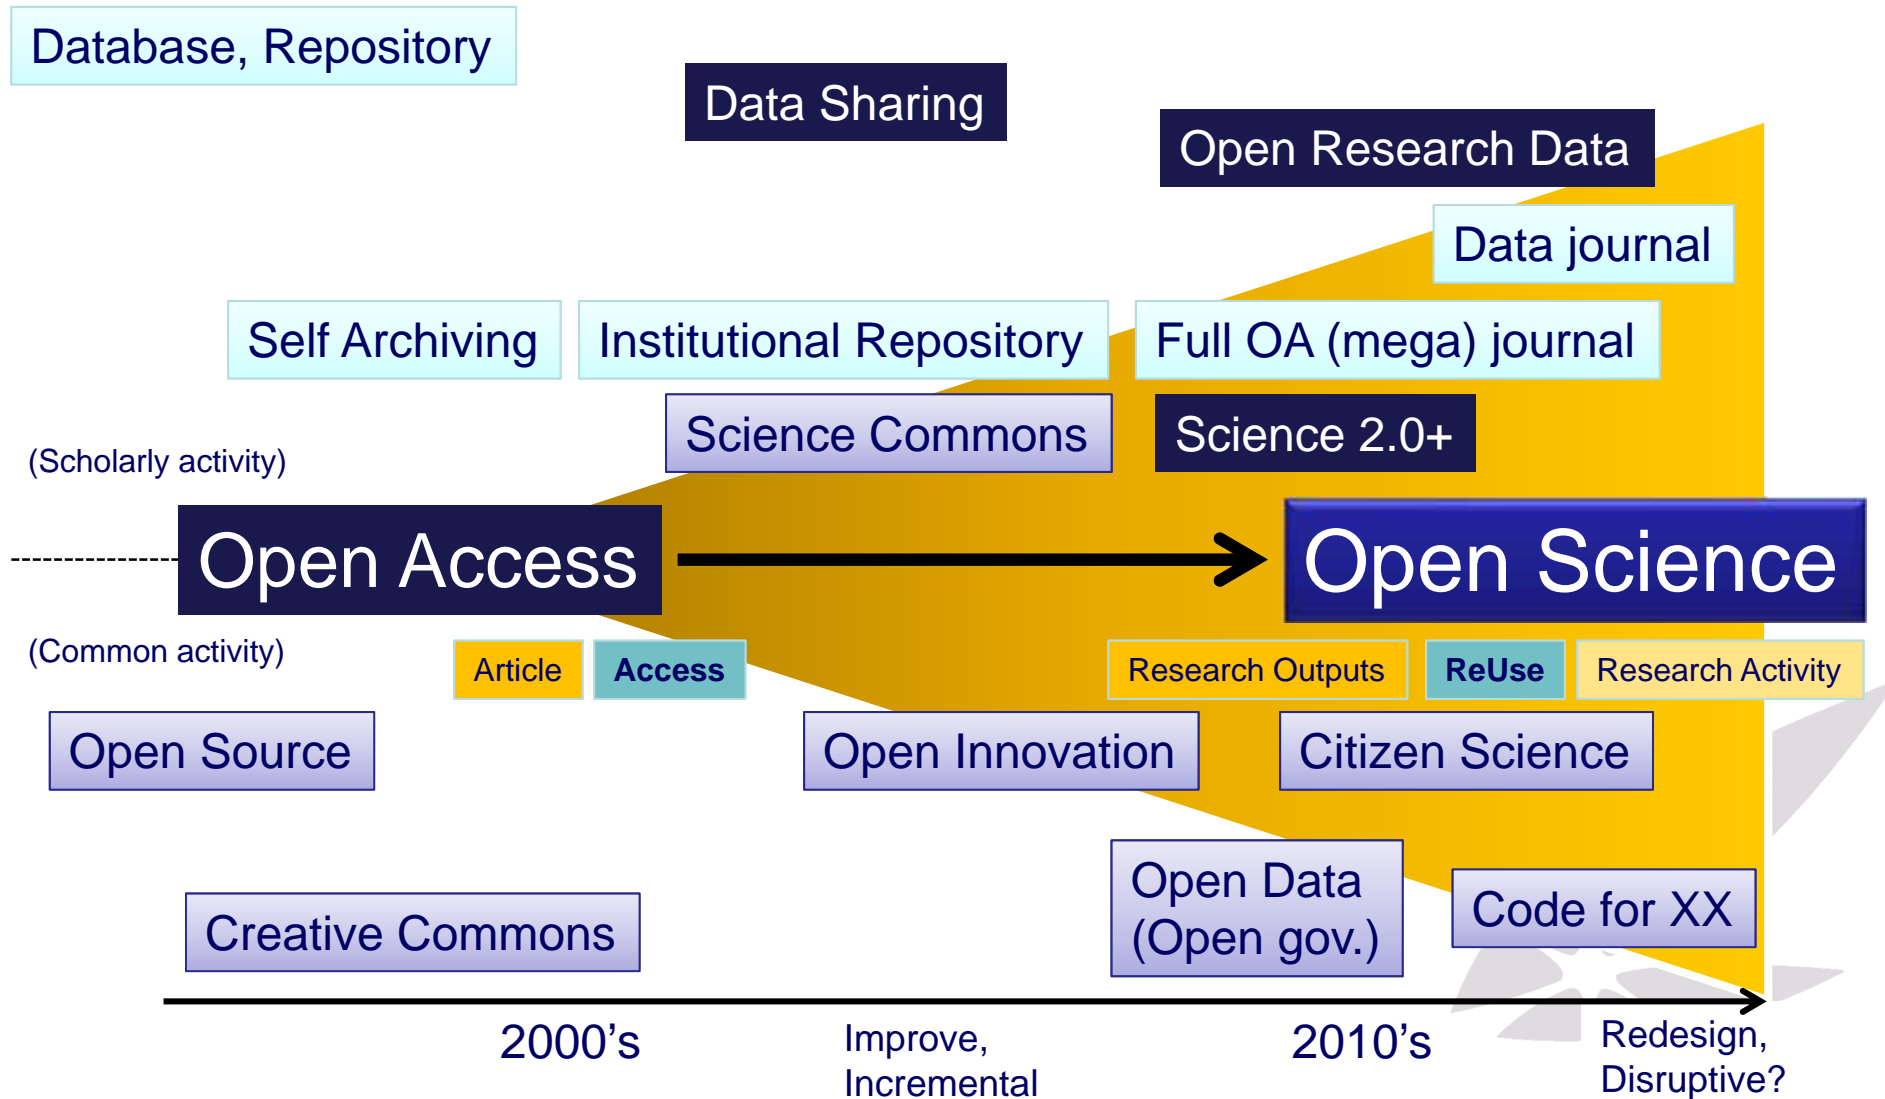 Database, Repository
Data Sharing
Open Research Data
Data journal
Self Archiving
Institutional Repository
Full OA (mega) journal
Science Commons
Science 2.0+
(Scholarly activity)
Open Access
Open Science
(Common activity)
Article
Access
Research Outputs
ReUse
Research Activity
Open Source
Open Innovation
Citizen Science
Open Data
(Open gov.)
Code for XX
Creative Commons
2000’s
Improve,
Incremental
2010’s
Redesign,
Disruptive?